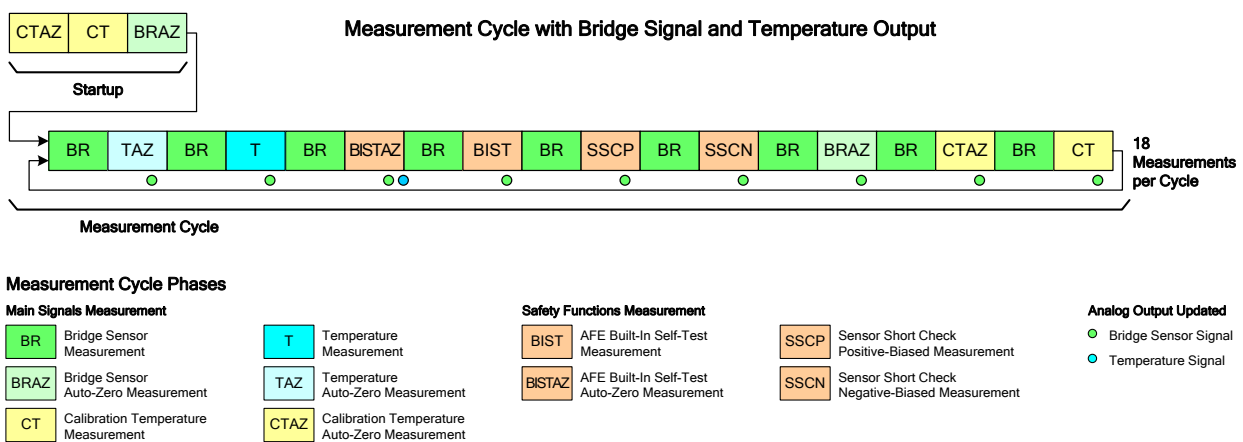 CTAZ CT BRAZ
Measurement Cycle with Bridge Signal and Temperature Output
Startup
BR TAZ BR T BR BISTAZ BR BIST BR SSCP BR SSCN BR BRAZ BR CTAZ BR CT
18
Measurements
per Cycle
Measurement Cycle
Measurement Cycle Phases
Main Signals Measurement
BR Bridge Sensor
Measurement
BRAZ Bridge Sensor
Auto-Zero Measurement
CT Calibration Temperature
Measurement
T Temperature
Measurement
TAZ Temperature
Auto-Zero Measurement
CTAZ Calibration Temperature
Auto-Zero Measurement
Safety Functions Measurement
BIST AFE Built-In Self-Test
Measurement
BISTAZ AFE Built-In Self-Test
Auto-Zero Measurement
SSCP Sensor Short Check
Positive-Biased Measurement
SSCN Sensor Short Check
Negative-Biased Measurement
Analog Output Updated
Bridge Sensor Signal
Temperature Signal